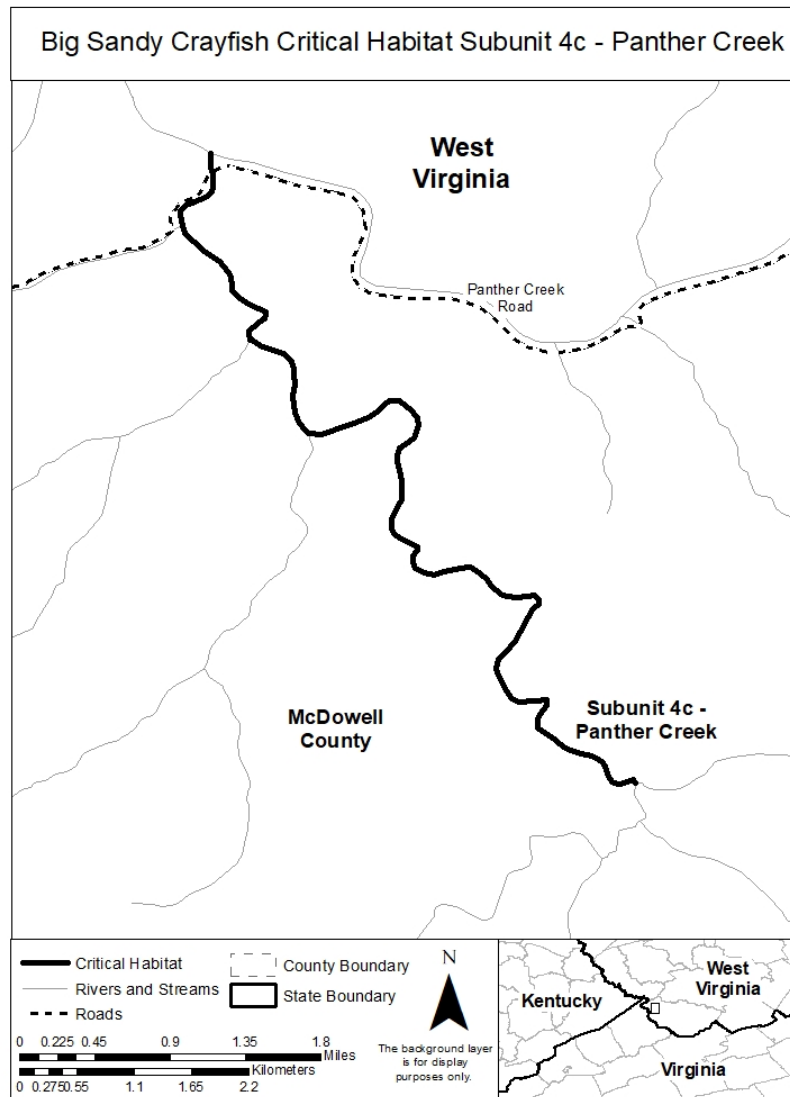 Big Sandy Crayfish Critical Habitat Subunit 4c - Panther Creek
West
Virginia
Panther Creek
Road
McDowell
County
Subunit 4c -
Panther Creek
Critical Habitat
Rivers and Streams
Roads
County Boundary
State Boundary
0 0.225 0.45 0.9 1.35 1.8
Miles
Kilometers
0 0.275 0.55 1.1 1.65 2.2
N
The background layer
is for display
purposes only.
West
Virginia
Kentucky
Virginia